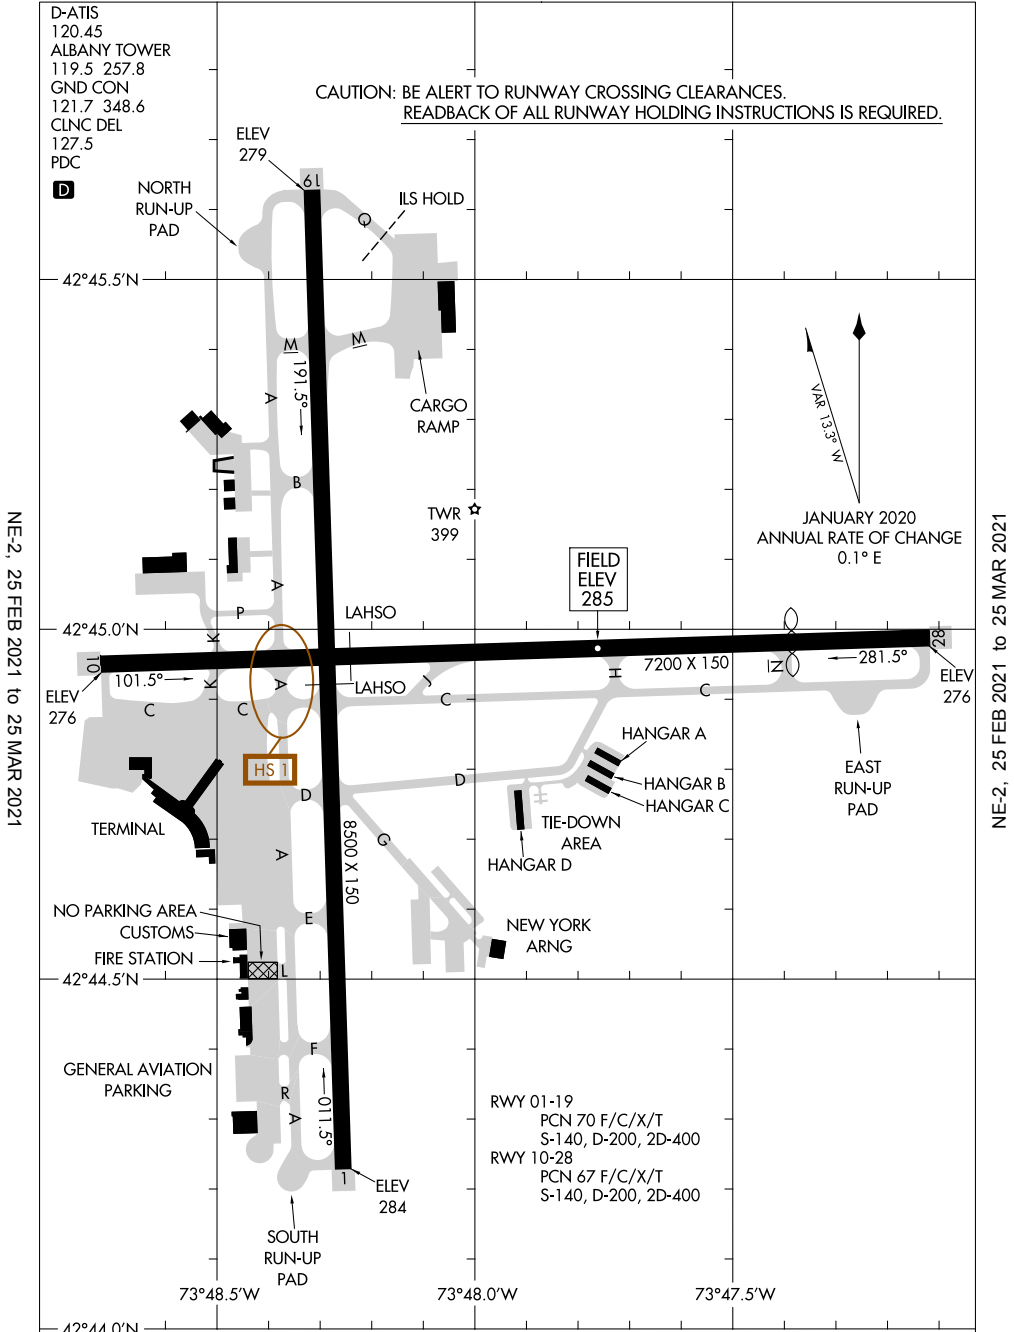 D-ATIS
120.45
ALBANY TOWER
119.5 257.8
GND CON
121.7 348.6
CLNC DEL
127.5
PDC
D
CAUTION: BE ALERT TO RUNWAY CROSSING CLEARANCES.
READBACK OF ALL RUNWAY HOLDING INSTRUCTIONS IS REQUIRED.
ELEV
279
19
NORTH
RUN-UP
PAD
ILS HOLD
Q
42°45.5'N
M
M
191.5°
A
CARGO
RAMP
VAR 13.3° W
JANUARY 2020
ANNUAL RATE OF CHANGE
0.1° E
B
TWR
399
FIELD
ELEV
285
A
P
LAHSO
42°45.0'N
K
10
28
7200 X 150
N
281.5°
ELEV
276
101.5°
K
A
LAHSO
J
H
C
C
C
C
ELEV
276
HS 1
HANGAR A
HANGAR B
HANGAR C
D
D
EAST
RUN-UP
PAD
TERMINAL
TIE-DOWN
AREA
HANGAR D
A
8500 X 150
G
NO PARKING AREA
CUSTOMS
FIRE STATION
E
L
NEW YORK
ARNG
42°44.5'N
F
GENERAL AVIATION
PARKING
R
A
011.5°
RWY 01-19
PCN 70 F/C/X/T
S-140, D-200, 2D-400
RWY 10-28
PCN 67 F/C/X/T
S-140, D-200, 2D-400
1
ELEV
284
SOUTH
RUN-UP
PAD
73°48.5'W
73°48.0'W
73°47.5'W
42°44.0'N
NE-2, 25 FEB 2021 to 25 MAR 2021
NE-2, 25 FEB 2021 to 25 MAR 2021